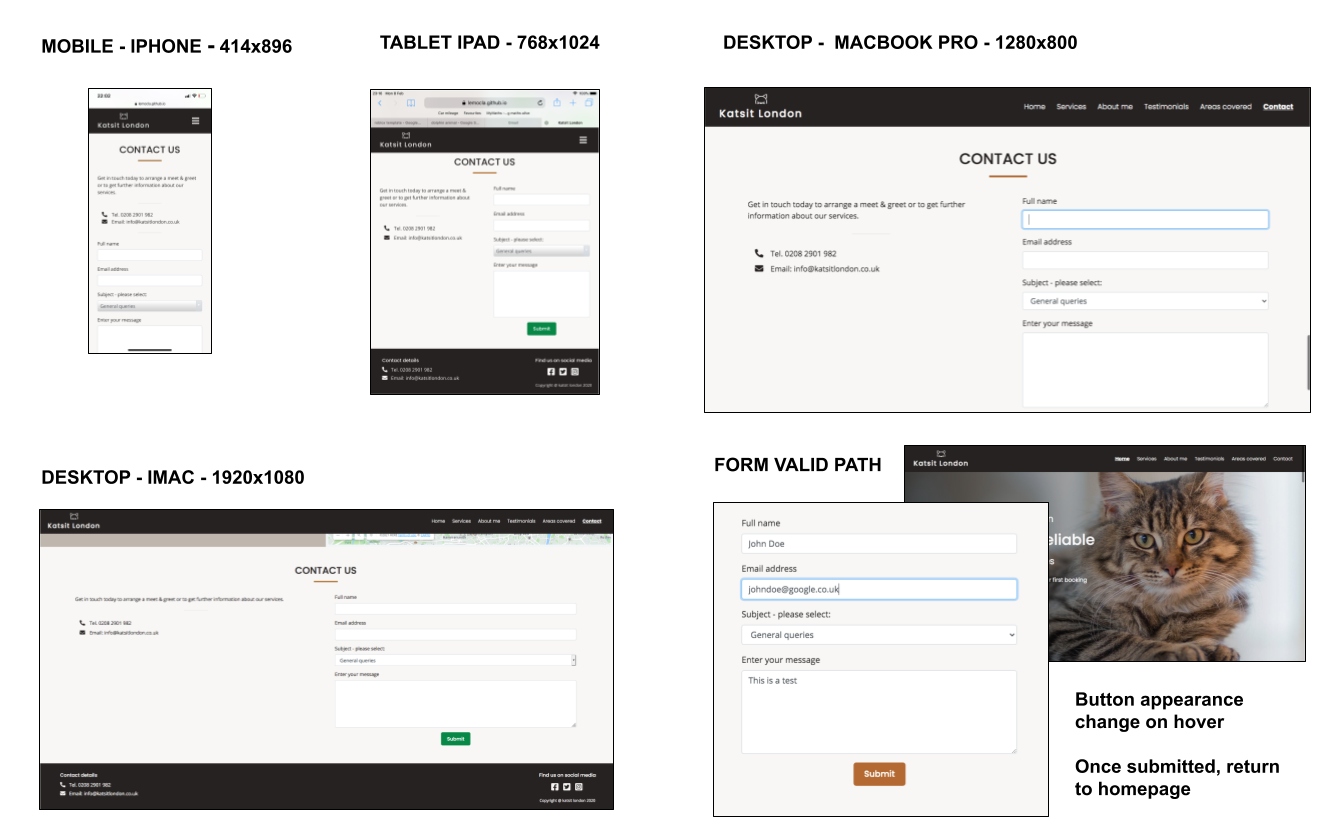 MOBILE - IPHONE - 414x896
TABLET IPAD - 768x1024
DESKTOP - MACBOOK PRO - 1280x800
Katsit London
CONTACT US
Get in touch today to arrange a meet & greet
or to get further information about our
services.
Tel. 0208 2901 982
Email: info@katsitlondon.co.uk
Full name
Email address
Subject - please select:
General queries
Enter your message
lemocla.github.io
Katsit London
Katsit London
CONTACT US
Get in touch today to arrange a meet &
greet or to get further information about
our services.
Tel. 0208 2901 982
Email: info@katsitlondon.co.uk
Full name
Email address
Subject - please select:
General queries
Enter your message
Submit
Contact details
Tel. 0208 2901 982
Email: info@katsitlondon.co.uk
Find us on social media
Copyright @ katsit london 2020
Katsit London
Home Services About me Testimonials Areas covered Contact
CONTACT US
Get in touch today to arrange a meet & greet or to get further
information about our services.
Tel. 0208 2901 982
Email: info@katsitlondon.co.uk
Full name
Email address
Subject - please select:
General queries
Enter your message
DESKTOP - IMAC - 1920x1080
Katsit London
Home Services About me Testimonials Areas covered Contact
CONTACT US
Get in touch today to arrange a meet & greet or to get further information about our services.
Tel. 0208 2901 982
Email: info@katsitlondon.co.uk
Full name
Email address
Subject - please select:
General queries
Enter your message
Submit
Contact details
Tel. 0208 2901 982
Email: info@katsitlondon.co.uk
Find us on social media
Copyright @ katsit london 2020
FORM VALID PATH
Katsit London
Home Services About me Testimonials Areas covered Contact
eliable
first booking
Full name
John Doe
Email address
johndoe@google.co.uk
Subject - please select:
General queries
Enter your message
This is a test
Submit
Button appearance
change on hover
Once submitted, return
to homepage